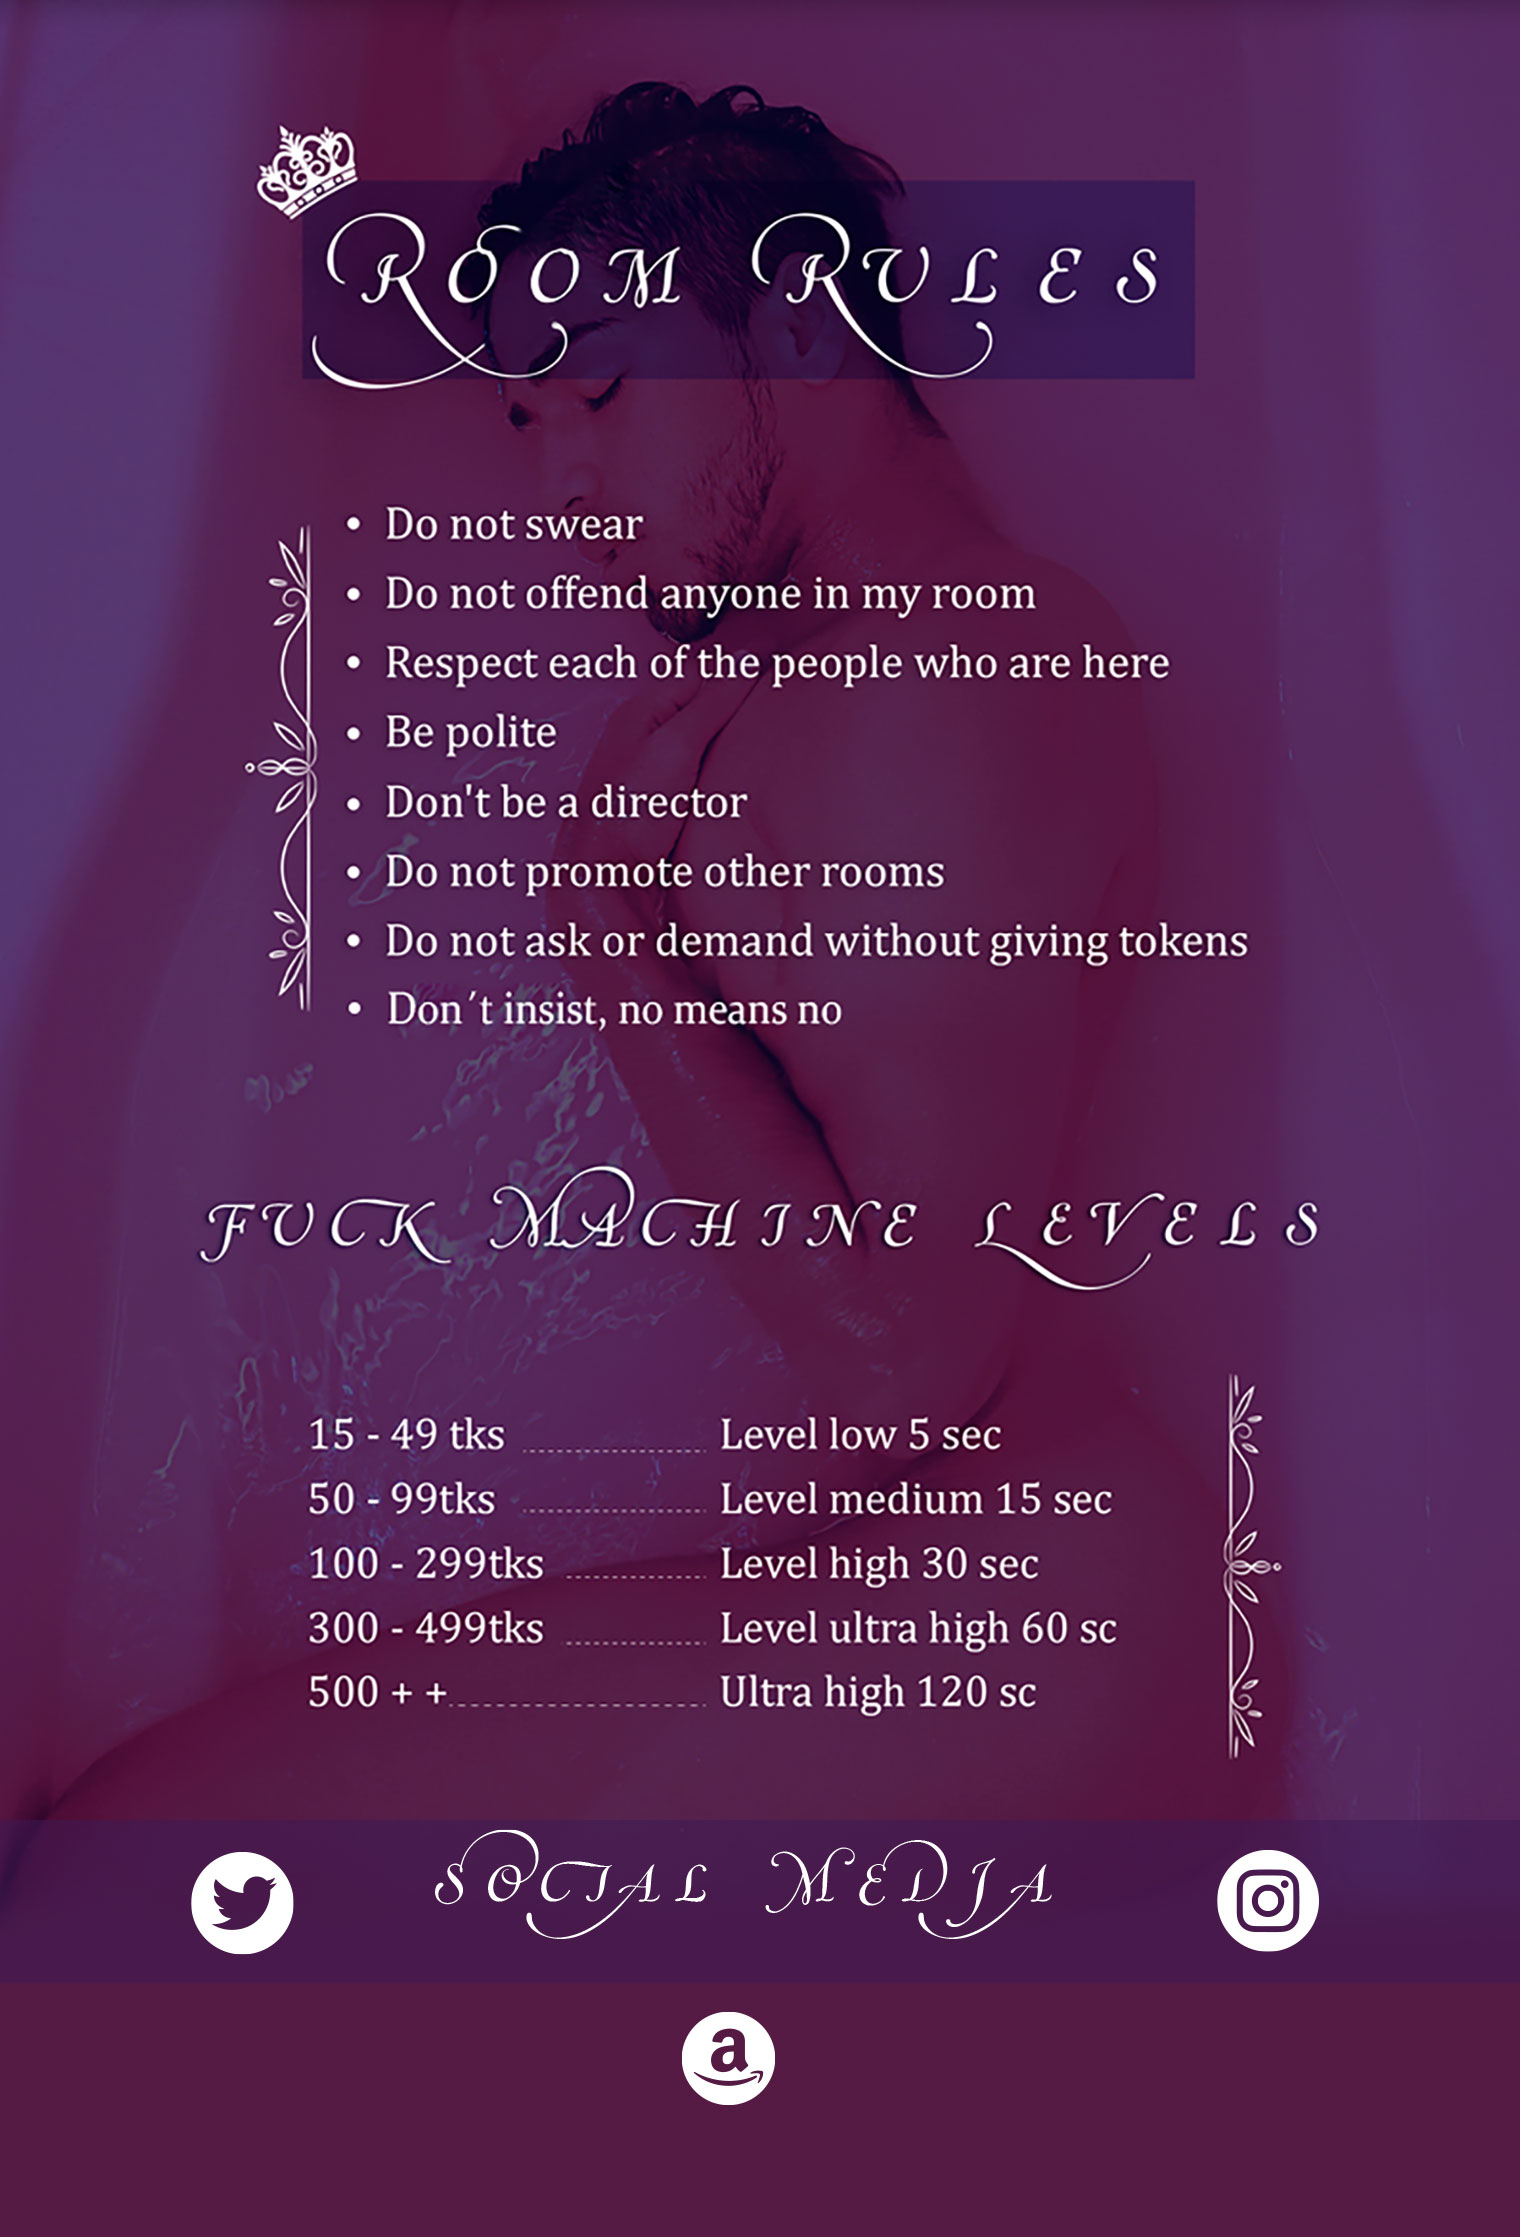 Room Rules
• Do not swear
• Do not offend anyone in my room
• Respect each of the people who are here
• Be polite
• Don't be a director
• Do not promote other rooms
• Do not ask or demand without giving tokens
• Don´t insist, no means no
Fuck Machine Levels
15 - 49 tks ........................ Level low 5 sec
50 - 99tks ........................ Level medium 15 sec
100 - 299tks .................. Level high 30 sec
300 - 499tks .................. Level ultra high 60 sc
500 + +.................................. Ultra high 120 sc
Social Media
a